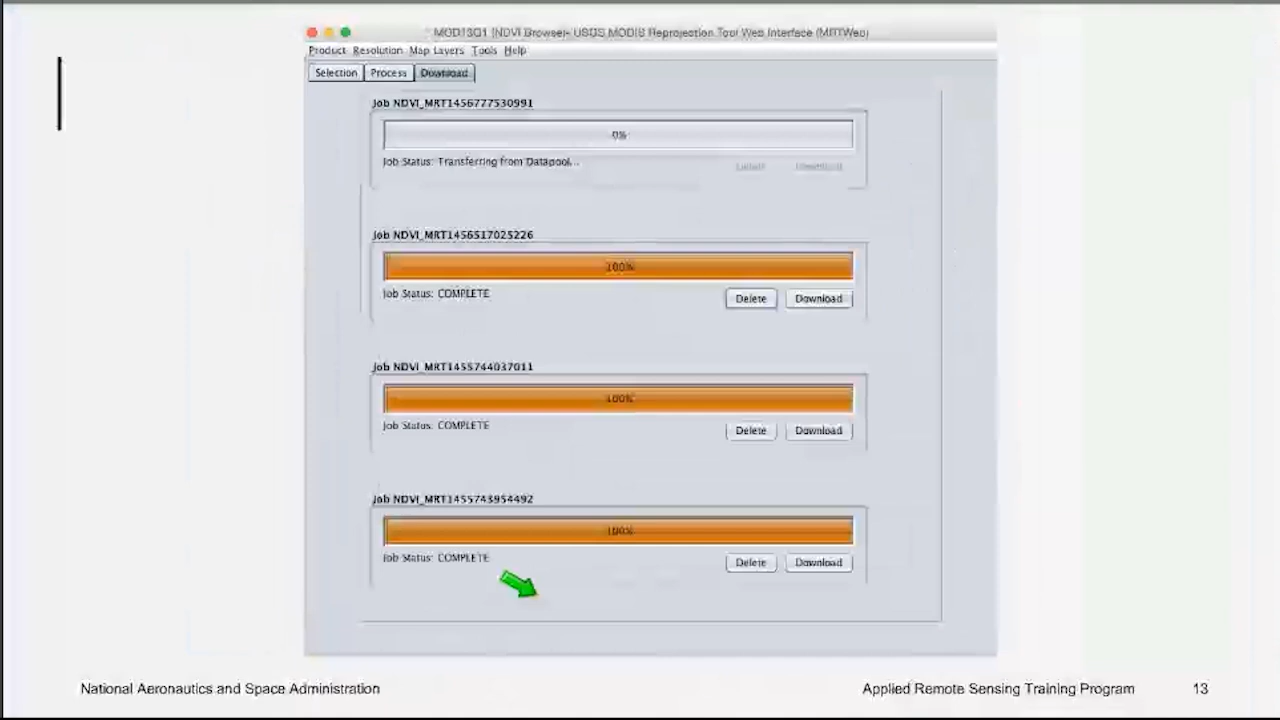 MOD13Q1 (NDVI Browser- USGS MODIS Reprojection Tool Web Interface (MRTWeb)
Product Resolution Map Layers Tools Help
Selection Process Download
Job NDVI_MRT1456777530991
0%
Job Status: Transferring from Datapool...
Delete Download
Job NDVI_MRT1456517025226
100%
Job Status: COMPLETE
Delete Download
Job NDVI_MRT1455744037011
100%
Job Status: COMPLETE
Delete Download
Job NDVI_MRT1455743954492
100%
Job Status: COMPLETE
Delete Download
National Aeronautics and Space Administration
Applied Remote Sensing Training Program 13